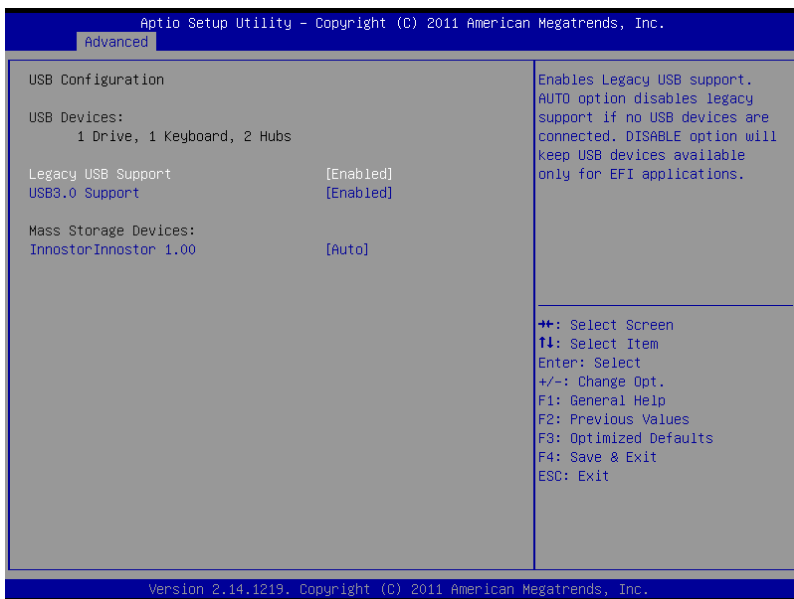 Aptio Setup Utility – Copyright (C) 2011 American Megatrends, Inc.
Advanced
USB Configuration
USB Devices:
1 Drive, 1 Keyboard, 2 Hubs
Legacy USB Support [Enabled]
USB3.0 Support [Enabled]
Mass Storage Devices:
InnostorInnostor 1.00 [Auto]
Enables Legacy USB support.
AUTO option disables legacy
support if no USB devices are
connected. DISABLE option will
keep USB devices available
only for EFI applications.
→←: Select Screen
↑↓: Select Item
Enter: Select
+/-: Change Opt.
F1: General Help
F2: Previous Values
F3: Optimized Defaults
F4: Save & Exit
ESC: Exit
Version 2.14.1219. Copyright (C) 2011 American Megatrends, Inc.